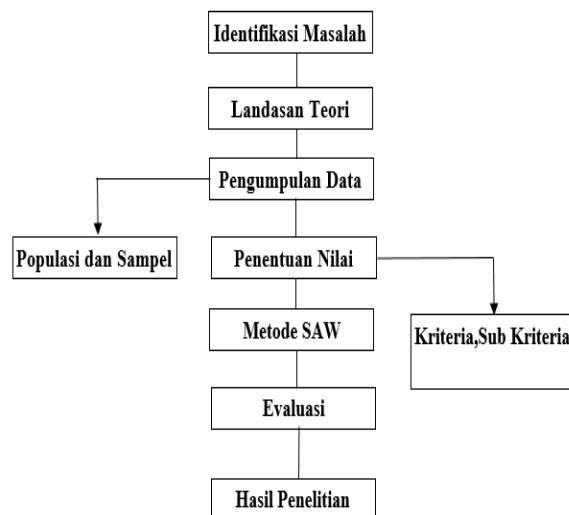 Identifikasi Masalah
Landasan Teori
Pengumpulan Data
Populasi dan Sampel
Penentuan Nilai
Metode SAW
Kriteria,Sub Kriteria
Evaluasi
Hasil Penelitian